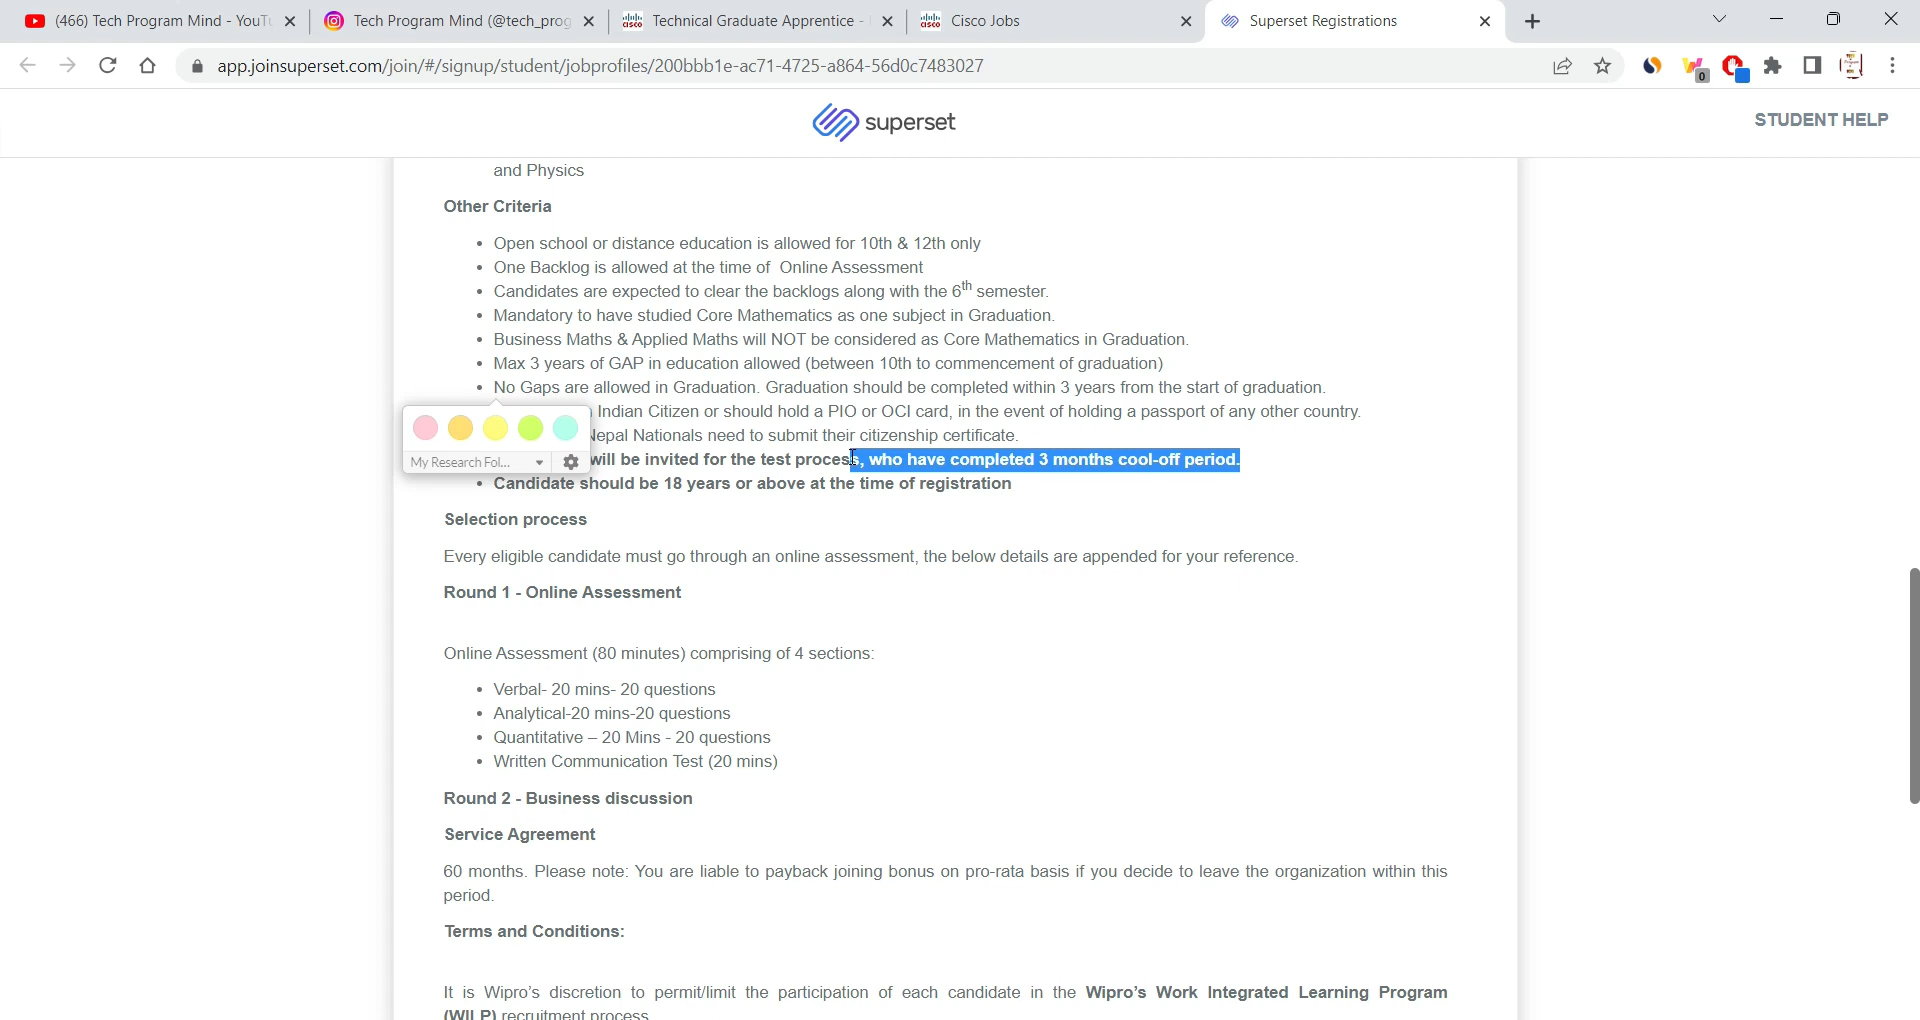 (466) Tech Program Mind - YouTu
Tech Program Mind (@tech_prog
Technical Graduate Apprentice -
Cisco Jobs
Superset Registrations
app.joinsuperset.com/join/#/signup/student/jobprofiles/200bbb1e-ac71-4725-a864-56d0c7483027
0
superset
STUDENT HELP
and Physics
Other Criteria
• Open school or distance education is allowed for 10th & 12th only
• One Backlog is allowed at the time of Online Assessment
• Candidates are expected to clear the backlogs along with the 6th semester.
• Mandatory to have studied Core Mathematics as one subject in Graduation.
• Business Maths & Applied Maths will NOT be considered as Core Mathematics in Graduation.
• Max 3 years of GAP in education allowed (between 10th to commencement of graduation)
• No Gaps are allowed in Graduation. Graduation should be completed within 3 years from the start of graduation.
Indian Citizen or should hold a PIO or OCI card, in the event of holding a passport of any other country.
Nepal Nationals need to submit their citizenship certificate.
My Research Fol...
will be invited for the test process, who have completed 3 months cool-off period.
• Candidate should be 18 years or above at the time of registration
Selection process
Every eligible candidate must go through an online assessment, the below details are appended for your reference.
Round 1 - Online Assessment
Online Assessment (80 minutes) comprising of 4 sections:
• Verbal- 20 mins- 20 questions
• Analytical-20 mins-20 questions
• Quantitative – 20 Mins - 20 questions
• Written Communication Test (20 mins)
Round 2 - Business discussion
Service Agreement
60 months. Please note: You are liable to payback joining bonus on pro-rata basis if you decide to leave the organization within this
period.
Terms and Conditions:
It is Wipro's discretion to permit/limit the participation of each candidate in the Wipro's Work Integrated Learning Program
(WILP) recruitment process